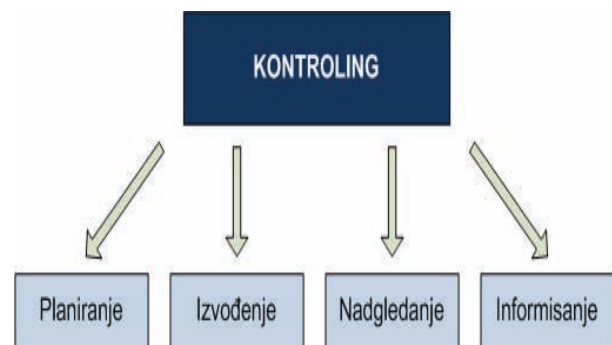 KONTROLING
Planiranje
Izvođenje
Nadgledanje
Informisanje